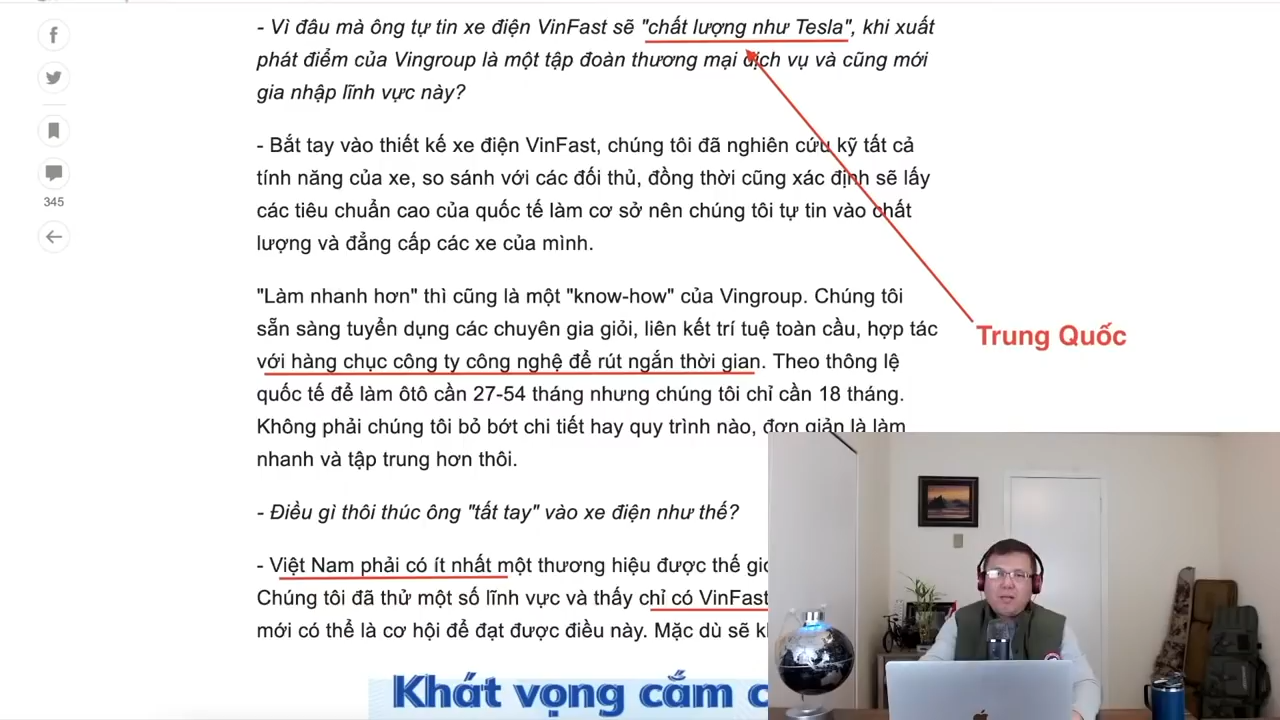 - Vì đâu mà ông tự tin xe điện VinFast sẽ "chất lượng như Tesla", khi xuất
phát điểm của Vingroup là một tập đoàn thương mại dịch vụ và cũng mới
gia nhập lĩnh vực này?
- Bắt tay vào thiết kế xe điện VinFast, chúng tôi đã nghiên cứu kỹ tất cả
tính năng của xe, so sánh với các đối thủ, đồng thời cũng xác định sẽ lấy
các tiêu chuẩn cao của quốc tế làm cơ sở nên chúng tôi tự tin vào chất
lượng và đẳng cấp các xe của mình.
345
"Làm nhanh hơn" thì cũng là một "know-how" của Vingroup. Chúng tôi
sẵn sàng tuyển dụng các chuyên gia giỏi, liên kết trí tuệ toàn cầu, hợp tác
với hàng chục công ty công nghệ để rút ngắn thời gian. Theo thông lệ
quốc tế để làm ôtô cần 27-54 tháng nhưng chúng tôi chỉ cần 18 tháng.
Không phải chúng tôi bỏ bớt chi tiết hay quy trình nào, đơn giản là làm
nhanh và tập trung hơn thôi.
Trung Quốc
- Điều gì thôi thúc ông "tất tay" vào xe điện như thế?
- Việt Nam phải có ít nhất một thương hiệu được thế
Chúng tôi đã thử một số lĩnh vực và thấy chỉ có VinFast
mới có thể là cơ hội để đạt được điều này. Mặc dù sẽ
Khát vọng cắm